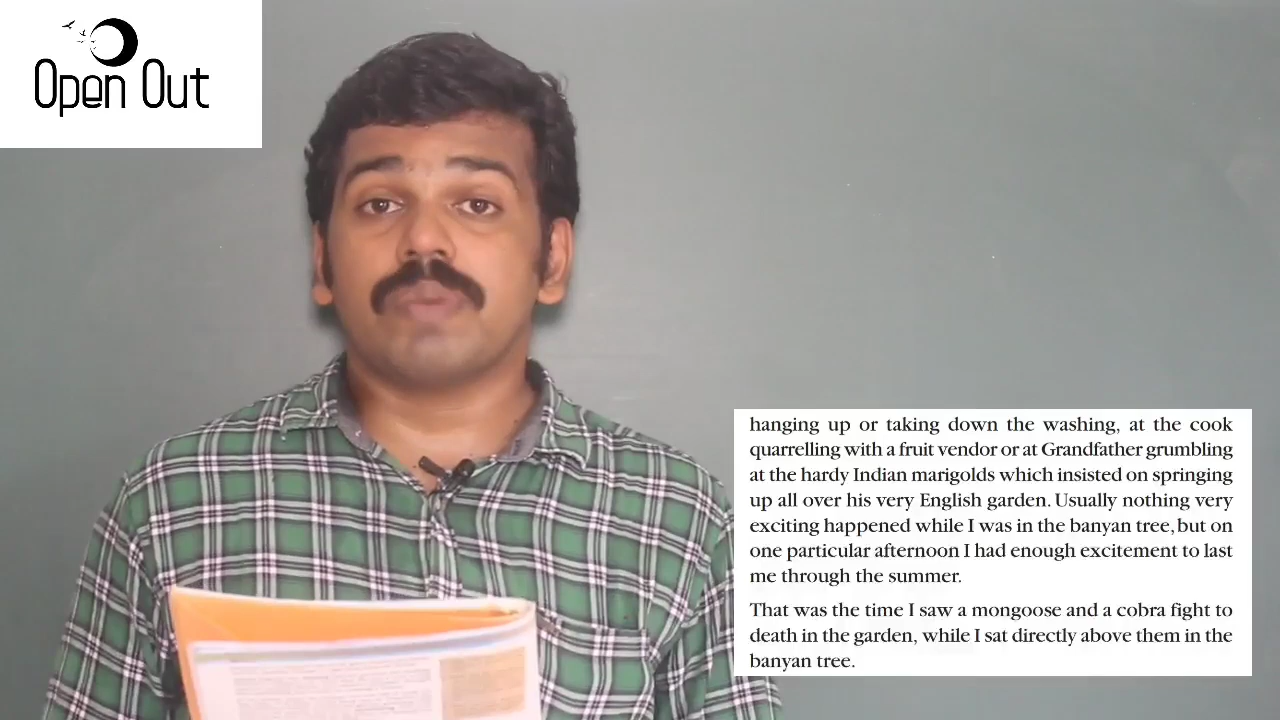 Open Out
hanging up or taking down the washing, at the cook
quarrelling with a fruit vendor or at Grandfather grumbling
at the hardy Indian marigolds which insisted on springing
up all over his very English garden. Usually nothing very
exciting happened while I was in the banyan tree, but on
one particular afternoon I had enough excitement to last
me through the summer.
That was the time I saw a mongoose and a cobra fight to
death in the garden, while I sat directly above them in the
banyan tree.